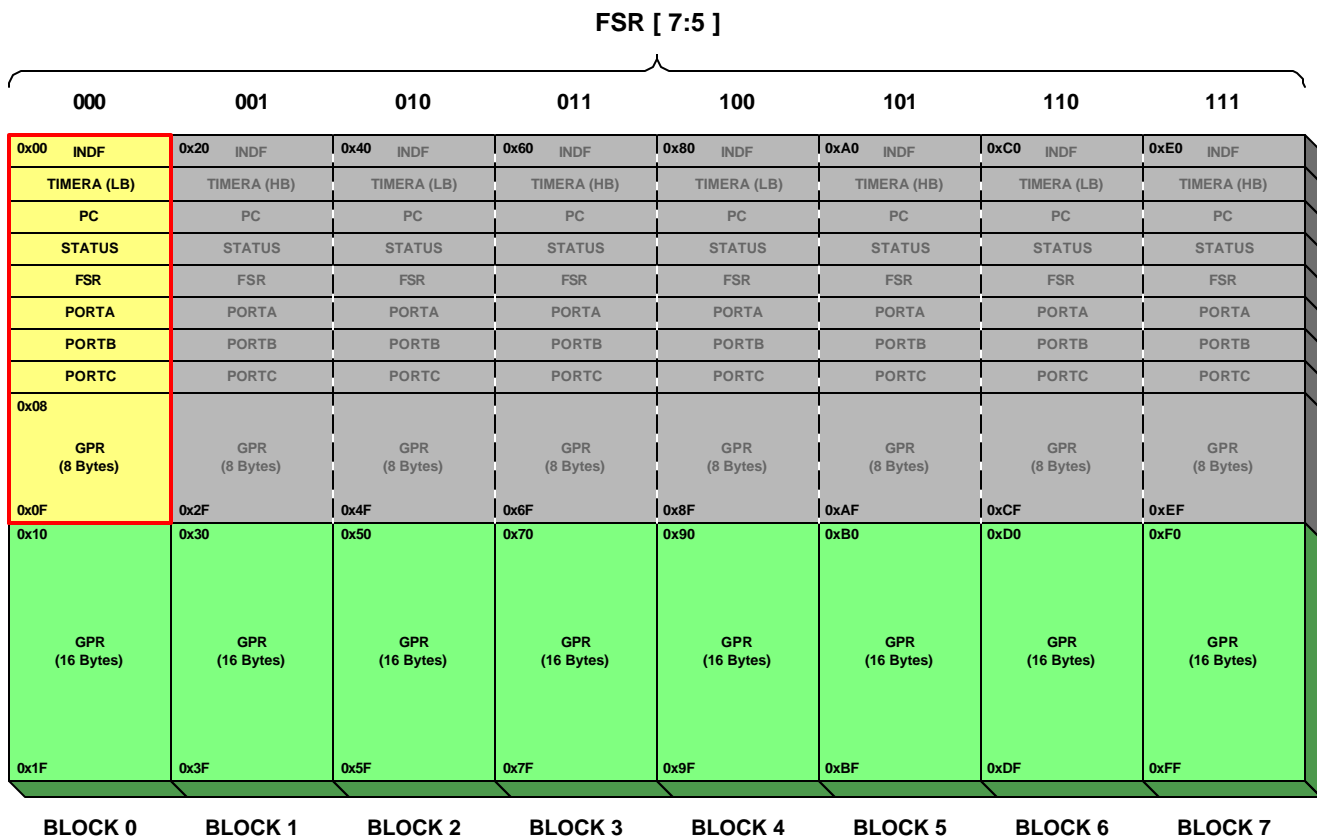 FSR [ 7:5 ]
000 001 010 011 100 101 110 111
0x00 INDF 0x20 INDF 0x40 INDF 0x60 INDF 0x80 INDF 0xA0 INDF 0xC0 INDF 0xE0 INDF
TIMERA (LB) TIMERA (HB) TIMERA (LB) TIMERA (HB) TIMERA (LB) TIMERA (HB) TIMERA (LB) TIMERA (HB)
PC PC PC PC PC PC PC PC
STATUS STATUS STATUS STATUS STATUS STATUS STATUS STATUS
FSR FSR FSR FSR FSR FSR FSR FSR
PORTA PORTA PORTA PORTA PORTA PORTA PORTA PORTA
PORTB PORTB PORTB PORTB PORTB PORTB PORTB PORTB
PORTC PORTC PORTC PORTC PORTC PORTC PORTC PORTC
0x08
GPR GPR GPR GPR GPR GPR GPR GPR
(8 Bytes) (8 Bytes) (8 Bytes) (8 Bytes) (8 Bytes) (8 Bytes) (8 Bytes) (8 Bytes)
0x0F 0x2F 0x4F 0x6F 0x8F 0xAF 0xCF 0xEF
0x10 0x30 0x50 0x70 0x90 0xB0 0xD0 0xF0
GPR GPR GPR GPR GPR GPR GPR GPR
(16 Bytes) (16 Bytes) (16 Bytes) (16 Bytes) (16 Bytes) (16 Bytes) (16 Bytes) (16 Bytes)
0x1F 0x3F 0x5F 0x7F 0x9F 0xBF 0xDF 0xFF
BLOCK 0 BLOCK 1 BLOCK 2 BLOCK 3 BLOCK 4 BLOCK 5 BLOCK 6 BLOCK 7